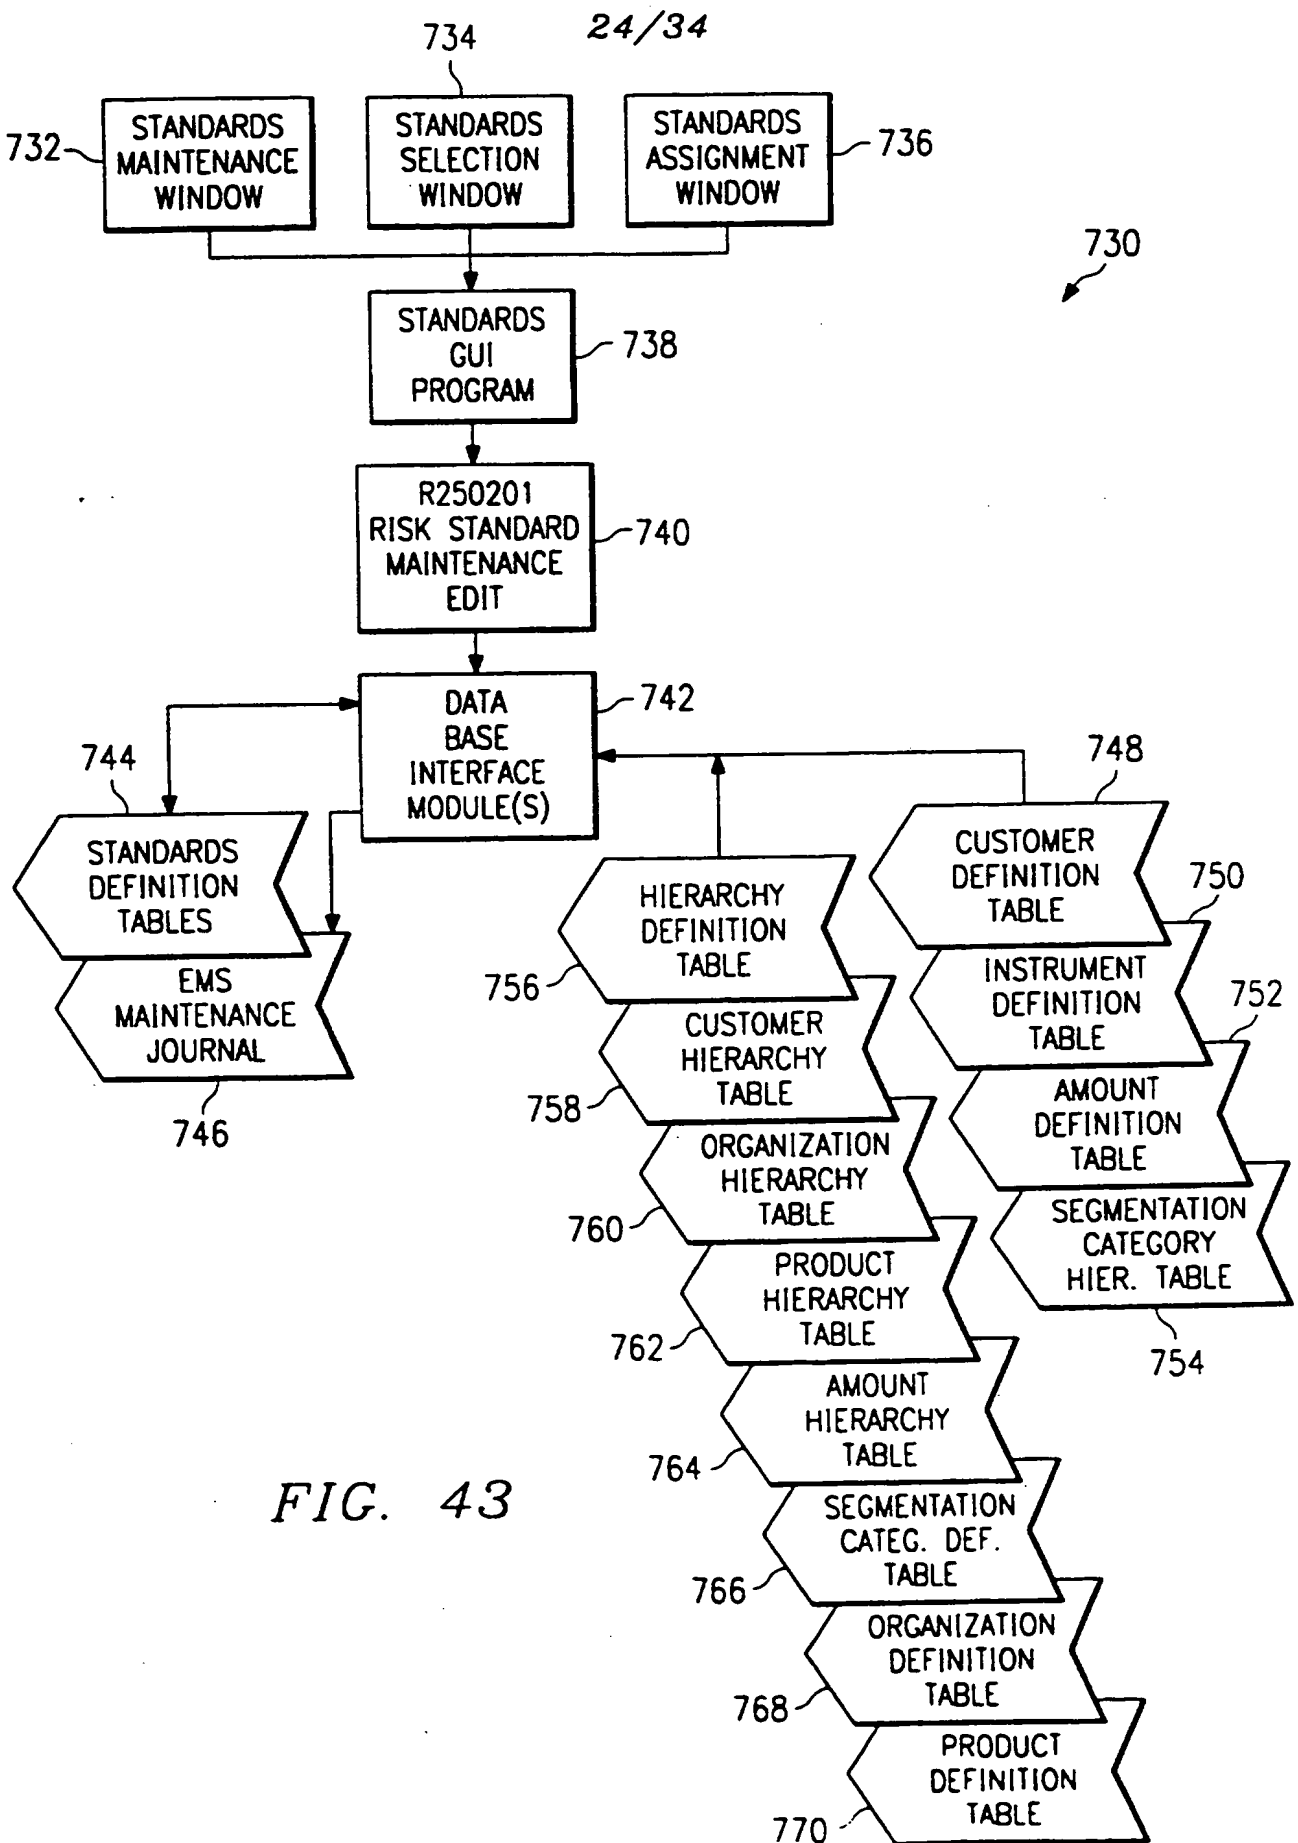 24/34
734
732
STANDARDS
MAINTENANCE
WINDOW
STANDARDS
SELECTION
WINDOW
STANDARDS
ASSIGNMENT
WINDOW
736
730
STANDARDS
GUI
PROGRAM
738
R250201
RISK STANDARD
MAINTENANCE
EDIT
740
DATA
BASE
INTERFACE
MODULE(S)
742
744
STANDARDS
DEFINITION
TABLES
EMS
MAINTENANCE
JOURNAL
746
748
CUSTOMER
DEFINITION
TABLE
750
INSTRUMENT
DEFINITION
TABLE
752
AMOUNT
DEFINITION
TABLE
SEGMENTATION
CATEGORY
HIER. TABLE
754
HIERARCHY
DEFINITION
TABLE
756
CUSTOMER
HIERARCHY
TABLE
758
ORGANIZATION
HIERARCHY
TABLE
760
PRODUCT
HIERARCHY
TABLE
762
AMOUNT
HIERARCHY
TABLE
764
SEGMENTATION
CATEG. DEF.
TABLE
766
ORGANIZATION
DEFINITION
TABLE
768
PRODUCT
DEFINITION
TABLE
770
FIG. 43